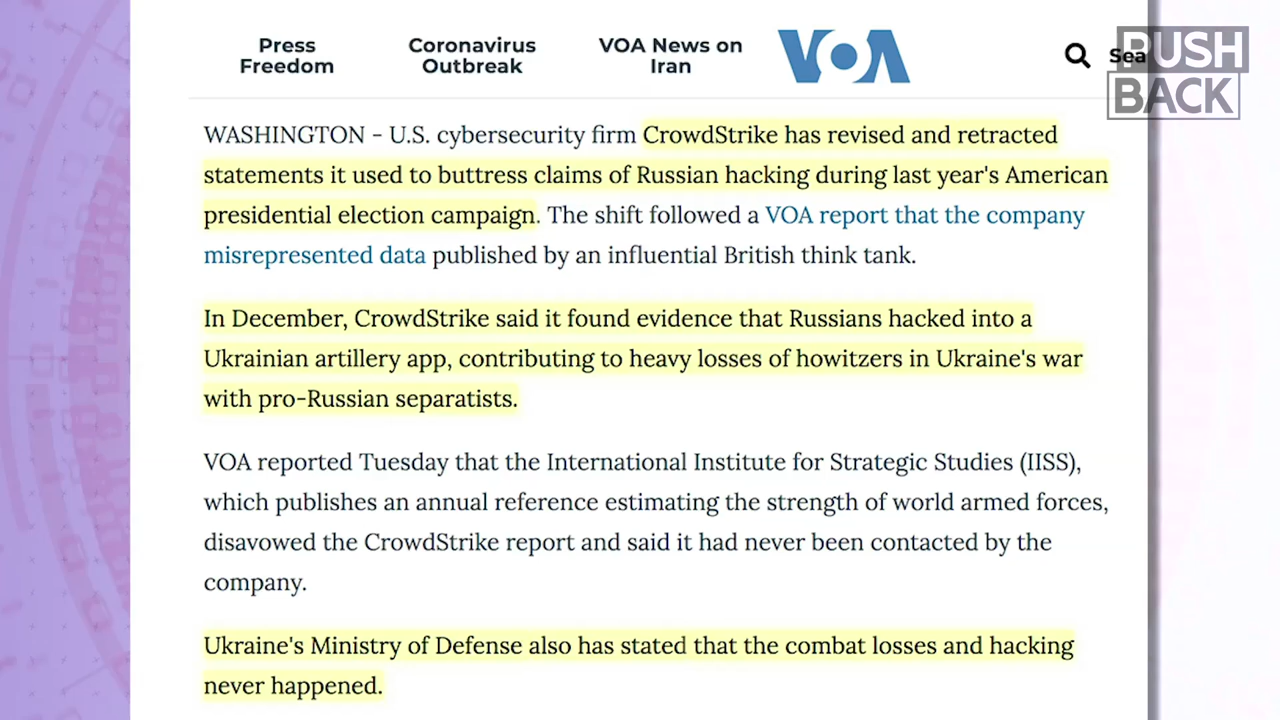 Press Freedom
Coronavirus Outbreak
VOA News on Iran
VOA
Sea
PUSH BACK
WASHINGTON - U.S. cybersecurity firm CrowdStrike has revised and retracted
statements it used to buttress claims of Russian hacking during last year's American
presidential election campaign. The shift followed a VOA report that the company
misrepresented data published by an influential British think tank.
In December, CrowdStrike said it found evidence that Russians hacked into a
Ukrainian artillery app, contributing to heavy losses of howitzers in Ukraine's war
with pro-Russian separatists.
VOA reported Tuesday that the International Institute for Strategic Studies (IISS),
which publishes an annual reference estimating the strength of world armed forces,
disavowed the CrowdStrike report and said it had never been contacted by the
company.
Ukraine's Ministry of Defense also has stated that the combat losses and hacking
never happened.